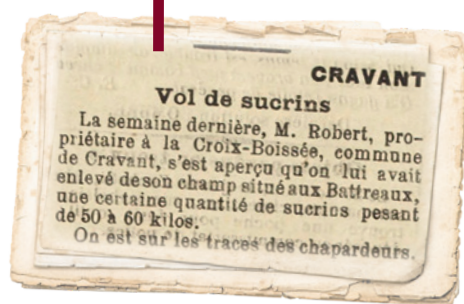 CRAVANT
Vol de sucrins
La semaine dernière, M. Robert, pro-
priétaire à la Croix-Boissée, commune
de Cravant, s'est aperçu qu'on lui avait
enlevé de son champ situé aux Battreaux,
une certaine quantité de sucrins pesant
de 50 à 60 kilos.
On est sur les traces des chapardeurs.